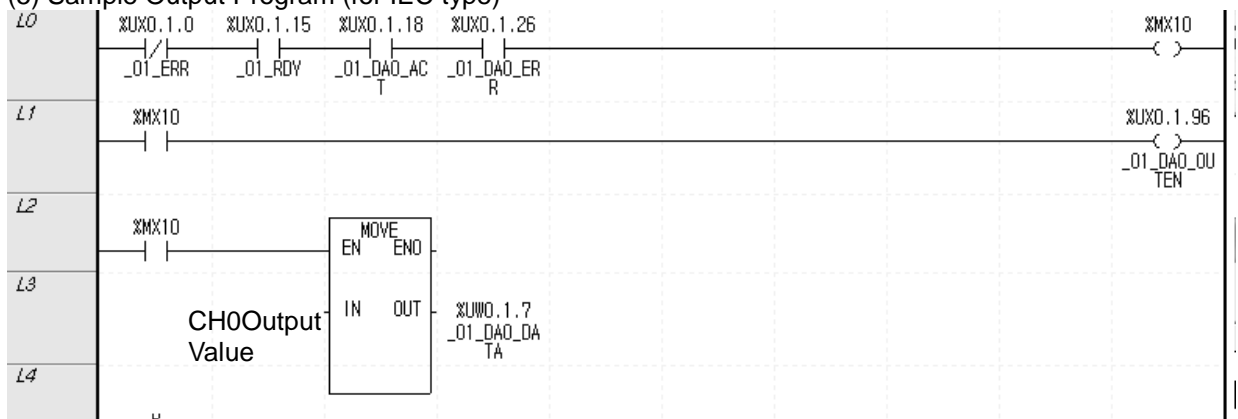 (3) Sample Output Program (for IEC type)
L0
%UX0.1.0 %UX0.1.15 %UX0.1.18 %UX0.1.26 %MX10
_01_ERR _01_RDY _01_DA0_AC _01_DA0_ER
T R
L1
%MX10 %UX0.1.96
_01_DA0_OU
TEN
L2
%MX10 MOVE
EN ENO
L3
IN OUT %UW0.1.7
CH0Output _01_DA0_DA
Value TA
L4